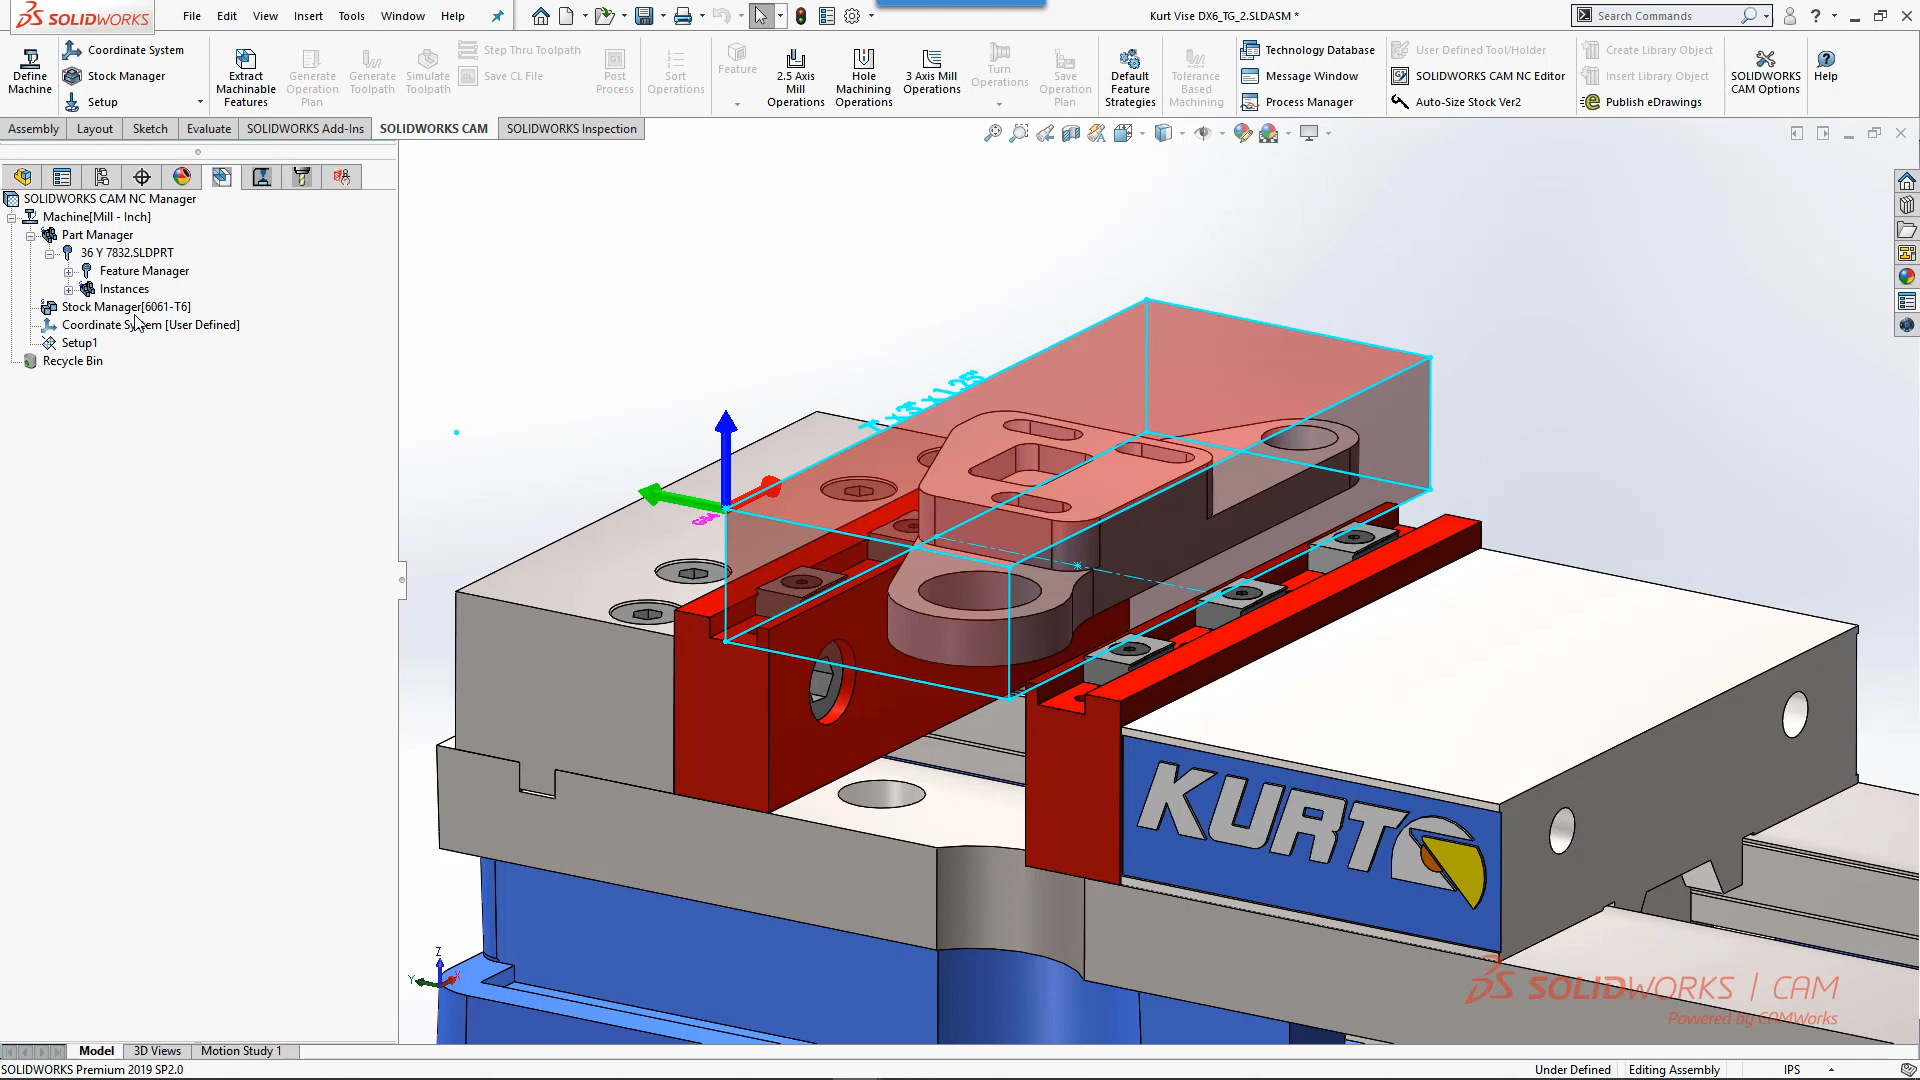 SOLIDWORKS
File Edit View Insert Tools Window Help
Kurt Vise DX6_TG_2.SLDASM *
Search Commands
Define Machine
Coordinate System
Stock Manager
Setup
Extract Machinable Features
Generate Operation Plan
Generate Toolpath
Simulate Toolpath
Step Thru Toolpath
Save CL File
Post Process
Sort Operations
Feature
2.5 Axis Mill Operations
Hole Machining Operations
3 Axis Mill Operations
Turn Operations
Save Operation Plan
Default Feature Strategies
Tolerance Based Machining
Technology Database
Message Window
Process Manager
User Defined Tool/Holder
SOLIDWORKS CAM NC Editor
Auto-Size Stock Ver2
Create Library Object
Insert Library Object
Publish eDrawings
SOLIDWORKS CAM Options
Help
Assembly Layout Sketch Evaluate SOLIDWORKS Add-Ins SOLIDWORKS CAM SOLIDWORKS Inspection
SOLIDWORKS CAM NC Manager
Machine[Mill - Inch]
Part Manager
36 Y 7832.SLDPRT
Feature Manager
Instances
Stock Manager[6061-T6]
Coordinate System [User Defined]
Setup1
Recycle Bin
KURT
Z
Y
X
SOLIDWORKS | CAM
Powered by CAMWorks
Model 3D Views Motion Study 1
SOLIDWORKS Premium 2019 SP2.0
Under Defined Editing Assembly IPS